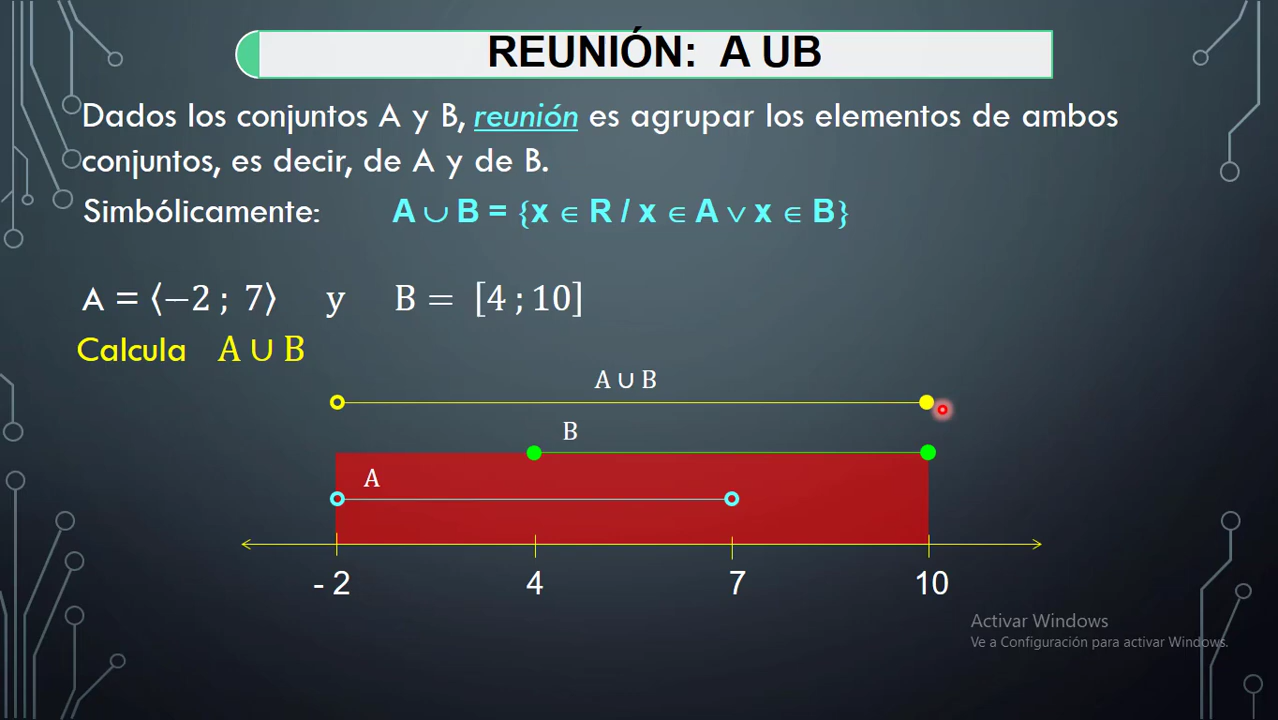 REUNIÓN:  A UB
Dados los conjuntos A y B, reunión es agrupar los elementos de ambos
conjuntos, es decir, de A y de B.
Simbólicamente: A ∪ B = {x ∈ R / x ∈ A ∨ x ∈ B}
A = ⟨−2 ; 7⟩ y B = [4 ; 10]
Calcula A ∪ B
A ∪ B
B
A
- 2 4 7 10
Activar Windows
Ve a Configuración para activar Windows.